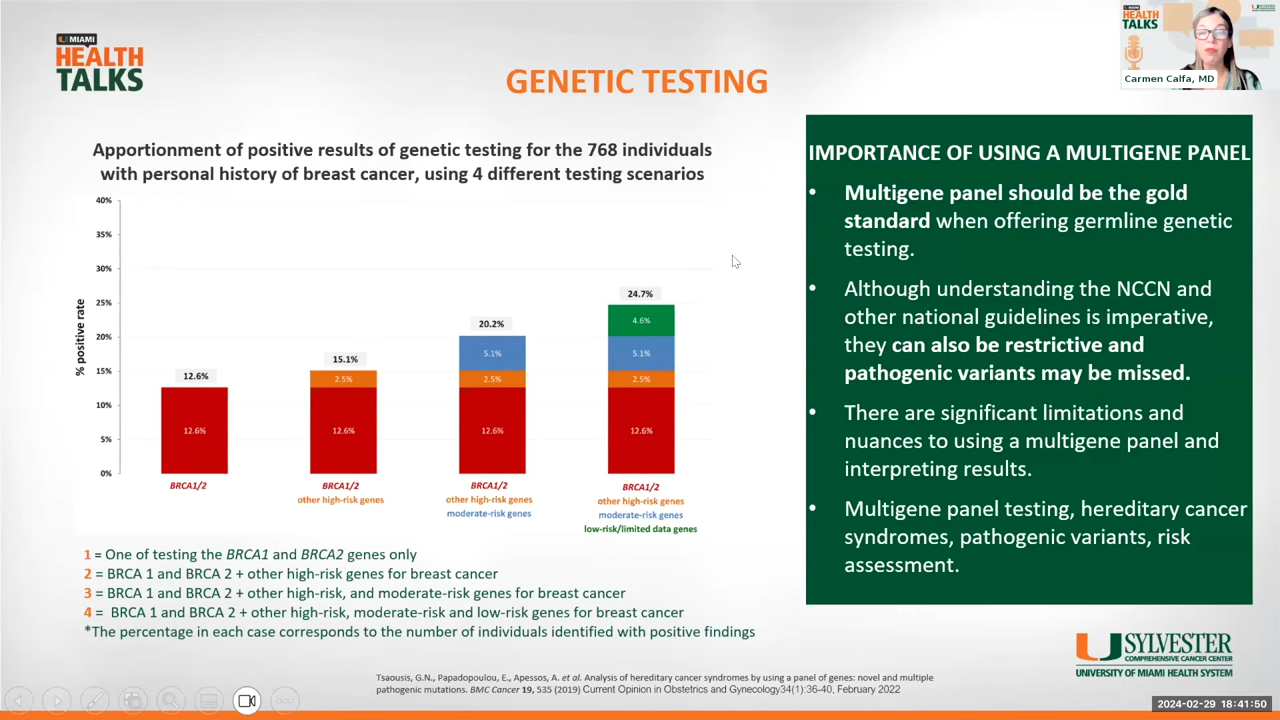 MIAMI
HEALTH
TALKS
GENETIC TESTING
HEALTH
TALKS
Carmen Calfa, MD
Apportionment of positive results of genetic testing for the 768 individuals
with personal history of breast cancer, using 4 different testing scenarios
% positive rate
40%
35%
30%
25%
20%
15%
10%
5%
0%
12.6%
12.6%
BRCA1/2
15.1%
2.5%
12.6%
BRCA1/2
other high-risk genes
20.2%
5.1%
2.5%
12.6%
BRCA1/2
other high-risk genes
moderate-risk genes
24.7%
4.6%
5.1%
2.5%
12.6%
BRCA1/2
other high-risk genes
moderate-risk genes
low-risk/limited data genes
1 = One of testing the BRCA1 and BRCA2 genes only
2 = BRCA 1 and BRCA 2 + other high-risk genes for breast cancer
3 = BRCA 1 and BRCA 2 + other high-risk, and moderate-risk genes for breast cancer
4 = BRCA 1 and BRCA 2 + other high-risk, moderate-risk and low-risk genes for breast cancer
*The percentage in each case corresponds to the number of individuals identified with positive findings
IMPORTANCE OF USING A MULTIGENE PANEL
• Multigene panel should be the gold
standard when offering germline genetic
testing.
• Although understanding the NCCN and
other national guidelines is imperative,
they can also be restrictive and
pathogenic variants may be missed.
• There are significant limitations and
nuances to using a multigene panel and
interpreting results.
• Multigene panel testing, hereditary cancer
syndromes, pathogenic variants, risk
assessment.
Tsaousis, G.N., Papadopoulou, E., Apessos, A. et al. Analysis of hereditary cancer syndromes by using a panel of genes: novel and multiple
pathogenic mutations. BMC Cancer 19, 535 (2019) Current Opinion in Obstetrics and Gynecology34(1):36-40, February 2022
SYLVESTER
COMPREHENSIVE CANCER CENTER
UNIVERSITY OF MIAMI HEALTH SYSTEM
2024-02-29 18:41:50